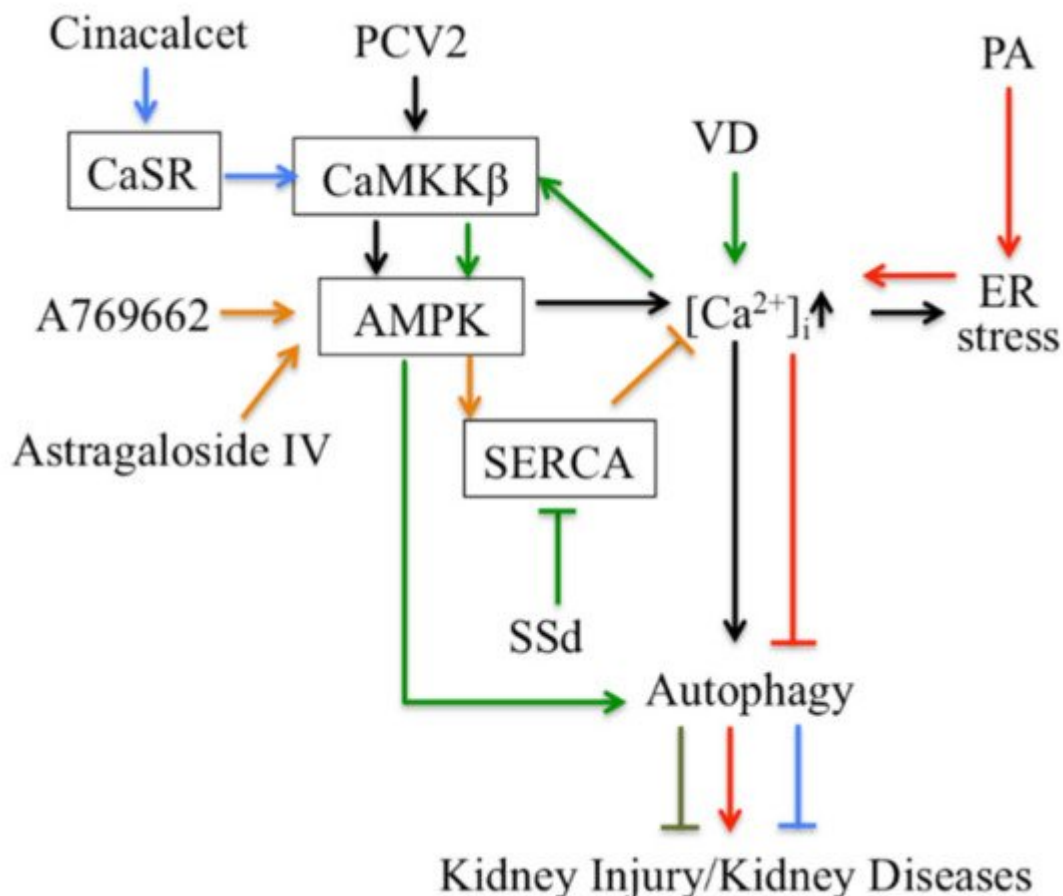 Cinacalcet
PCV2
PA
VD
CaSR
CaMKKβ
A769662
AMPK
[Ca²⁺]ᵢ
ER
stress
Astragaloside IV
SERCA
SSd
Autophagy
Kidney Injury/Kidney Diseases